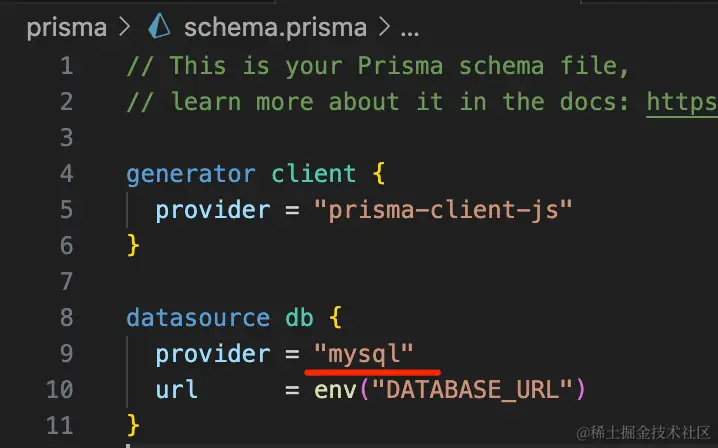 prisma > schema.prisma > ...
1 // This is your Prisma schema file,
2 // learn more about it in the docs: https
3
4 generator client {
5   provider = "prisma-client-js"
6 }
7
8 datasource db {
9   provider = "mysql"
10   url      = env("DATABASE_URL")
11 }
@稀土掘金技术社区